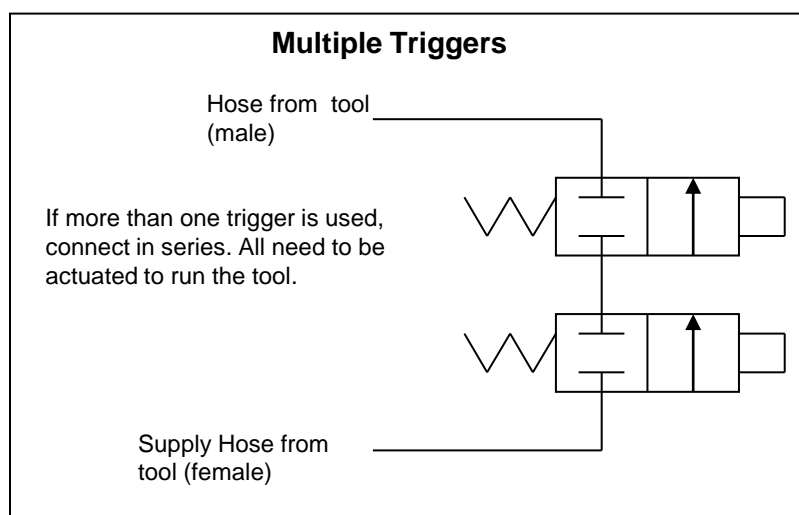 Multiple Triggers
Hose from  tool
(male)
If more than one trigger is used,
connect in series. All need to be
actuated to run the tool.
Supply Hose from
tool (female)